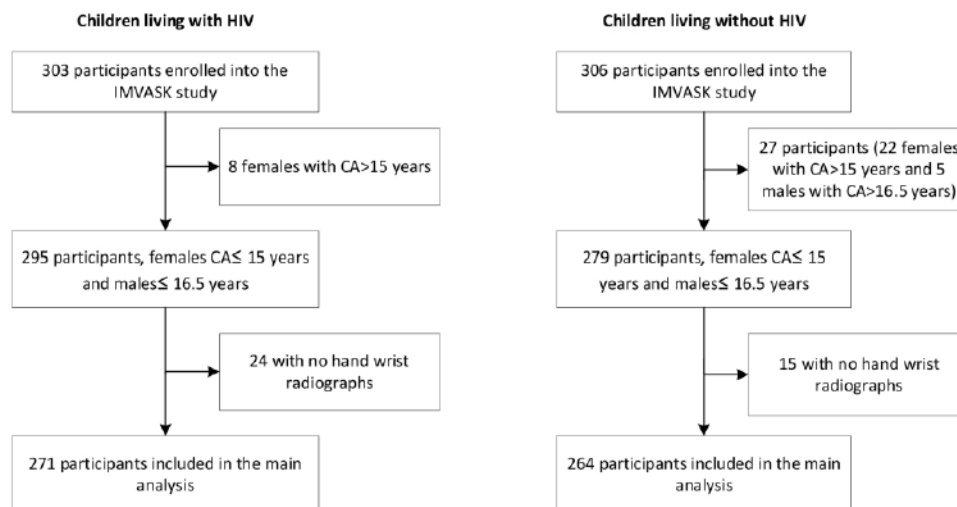 Children living with HIV
303 participants enrolled into the
IMVASK study
8 females with CA>15 years
295 participants, females CA≤ 15 years
and males≤ 16.5 years
24 with no hand wrist
radiographs
271 participants included in the main
analysis
Children living without HIV
306 participants enrolled into the
IMVASK study
27 participants (22 females
with CA>15 years and 5
males with CA>16.5 years)
279 participants, females CA≤ 15
years and males≤ 16.5 years
15 with no hand wrist
radiographs
264 participants included in the main
analysis